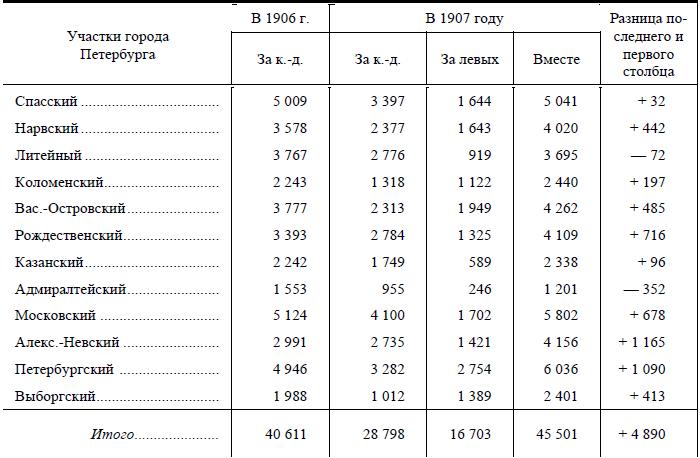 Участки города Петербурга В 1906 г. В 1907 году Разница последнего и первого столбца
За к.-д. За к.-д. За левых Вместе
Спасский 5 009 3 397 1 644 5 041 + 32
Нарвский 3 578 2 377 1 643 4 020 + 442
Литейный 3 767 2 776 919 3 695 — 72
Коломенский 2 243 1 318 1 122 2 440 + 197
Вас.-Островский 3 777 2 313 1 949 4 262 + 485
Рождественский 3 393 2 784 1 325 4 109 + 716
Казанский 2 242 1 749 589 2 338 + 96
Адмиралтейский 1 553 955 246 1 201 — 352
Московский 5 124 4 100 1 702 5 802 + 678
Алекс.-Невский 2 991 2 735 1 421 4 156 + 1 165
Петербургский 4 946 3 282 2 754 6 036 + 1 090
Выборгский 1 988 1 012 1 389 2 401 + 413
Итого 40 611 28 798 16 703 45 501 + 4 890